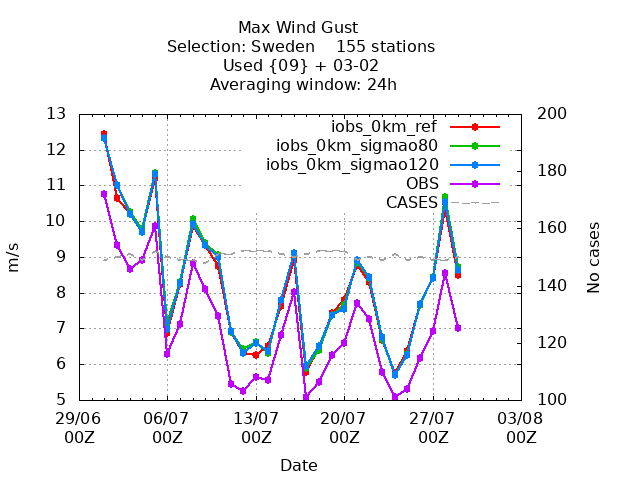 Max Wind Gust
Selection: Sweden    155 stations
Used {09} + 03-02
Averaging window: 24h
13
12
11
10
9
8
7
6
5
m/s
200
180
160
140
120
100
No cases
iobs_0km_ref
iobs_0km_sigmao80
iobs_0km_sigmao120
OBS
CASES
29/06 06/07 13/07 20/07 27/07 03/08
00Z 00Z 00Z 00Z 00Z 00Z
Date